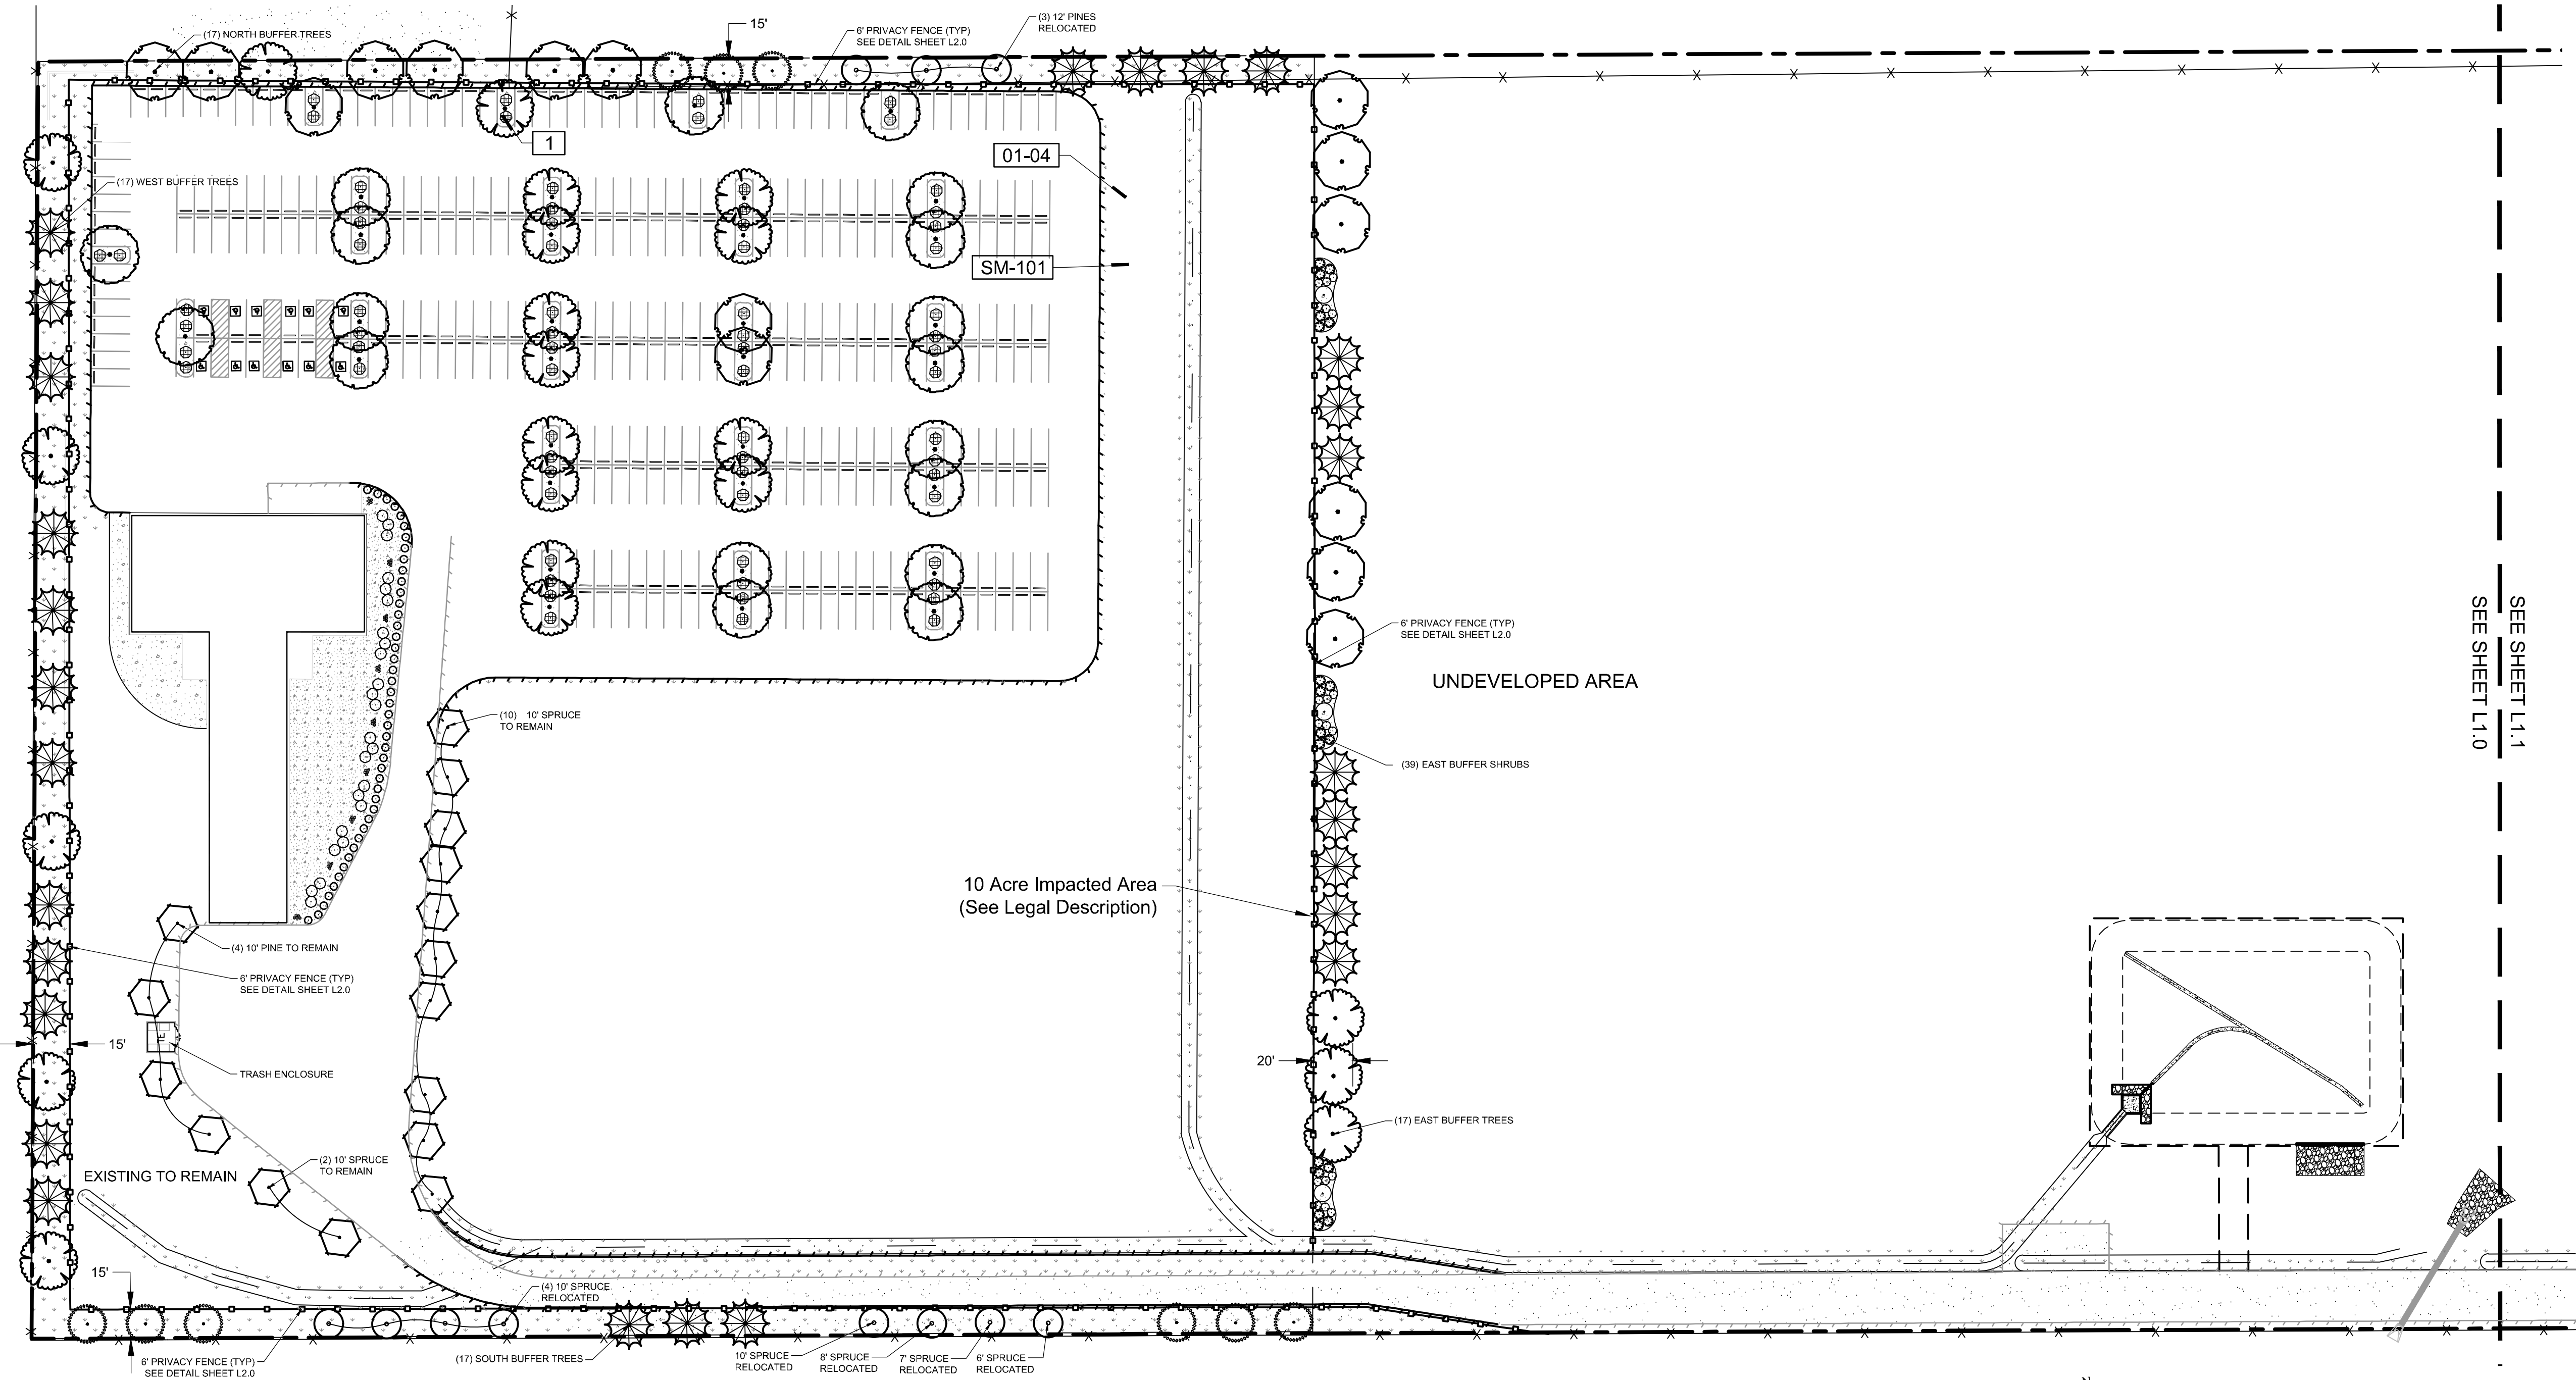 15'
(3) 12' PINES
RELOCATED
(17) NORTH BUFFER TREES
6' PRIVACY FENCE (TYP)
SEE DETAIL SHEET L2.0
1
01-04
(17) WEST BUFFER TREES
SM-101
SEE SHEET L1.0
SEE SHEET L1.1
6' PRIVACY FENCE (TYP)
SEE DETAIL SHEET L2.0
UNDEVELOPED AREA
(10) 10' SPRUCE
TO REMAIN
(39) EAST BUFFER SHRUBS
10 Acre Impacted Area
(See Legal Description)
(4) 10' PINE TO REMAIN
6' PRIVACY FENCE (TYP)
SEE DETAIL SHEET L2.0
TE
15'
20'
TRASH ENCLOSURE
(17) EAST BUFFER TREES
(2) 10' SPRUCE
TO REMAIN
EXISTING TO REMAIN
15'
(4) 10' SPRUCE
RELOCATED
6' PRIVACY FENCE (TYP)
SEE DETAIL SHEET L2.0
(17) SOUTH BUFFER TREES
10' SPRUCE
RELOCATED
8' SPRUCE
RELOCATED
7' SPRUCE
RELOCATED
6' SPRUCE
RELOCATED